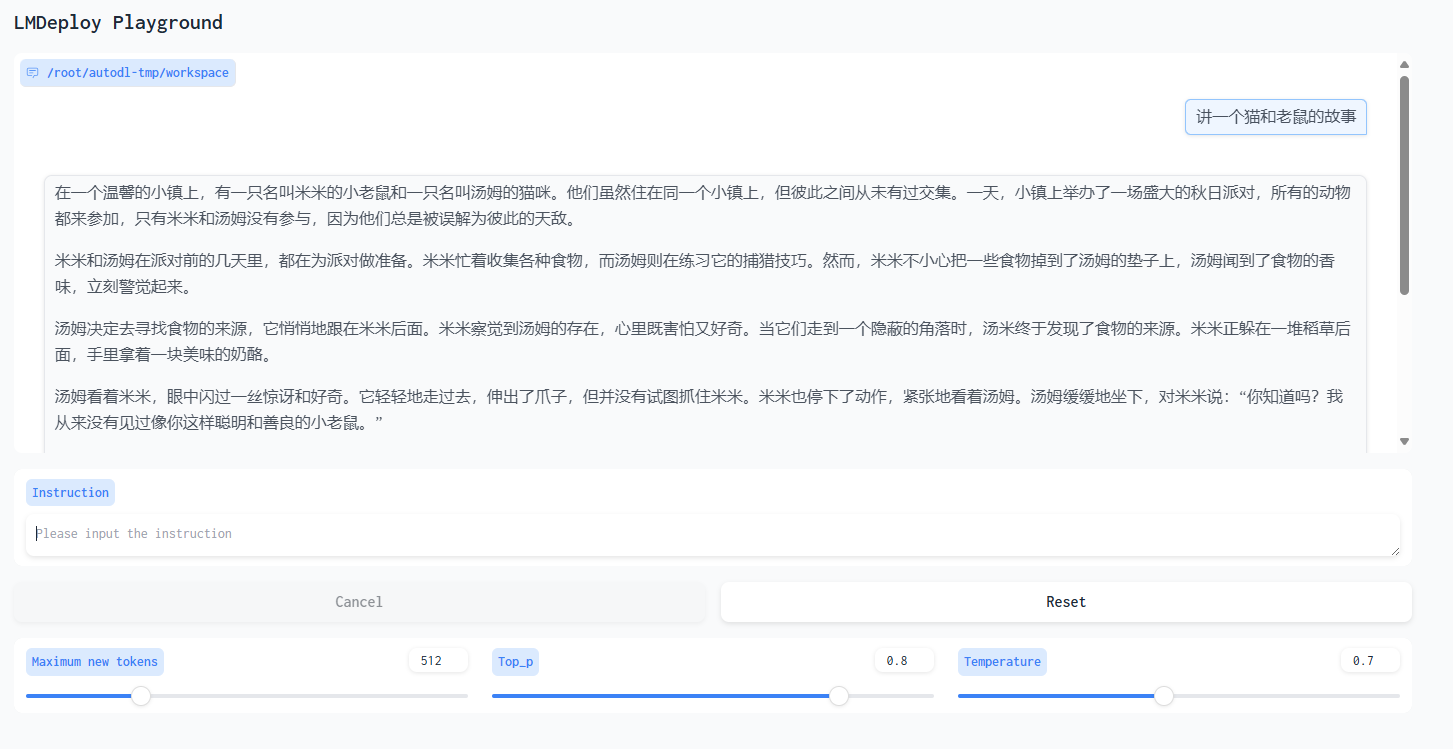 LMDeploy Playground
/root/autodl-tmp/workspace
讲一个猫和老鼠的故事
在一个温馨的小镇上，有一只名叫米米的小老鼠和一只名叫汤姆的猫咪。他们虽然住在同一个小镇上，但彼此之间从未有过交集。一天，小镇上举办了一场盛大的秋日派对，所有的动物
都来参加，只有米米和汤姆没有参与，因为他们总是被误解为彼此的天敌。
米米和汤姆在派对前的几天里，都在为派对做准备。米米忙着收集各种食物，而汤姆则在练习它的捕猎技巧。然而，米米不小心把一些食物掉到了汤姆的垫子上，汤姆闻到了食物的香
味，立刻警觉起来。
汤姆决定去寻找食物的来源，它悄悄地跟在米米后面。米米察觉到汤姆的存在，心里既害怕又好奇。当它们走到一个隐蔽的角落时，汤米终于发现了食物的来源。米米正躲在一堆稻草后
面，手里拿着一块美味的奶酪。
汤姆看着米米，眼中闪过一丝惊讶和好奇。它轻轻地走过去，伸出了爪子，但并没有试图抓住米米。米米也停下了动作，紧张地看着汤姆。汤姆缓缓地坐下，对米米说：“你知道吗？我
从来没有见过像你这样聪明和善良的小老鼠。”
Instruction
Please input the instruction
Cancel
Reset
Maximum new tokens
512
Top_p
0.8
Temperature
0.7